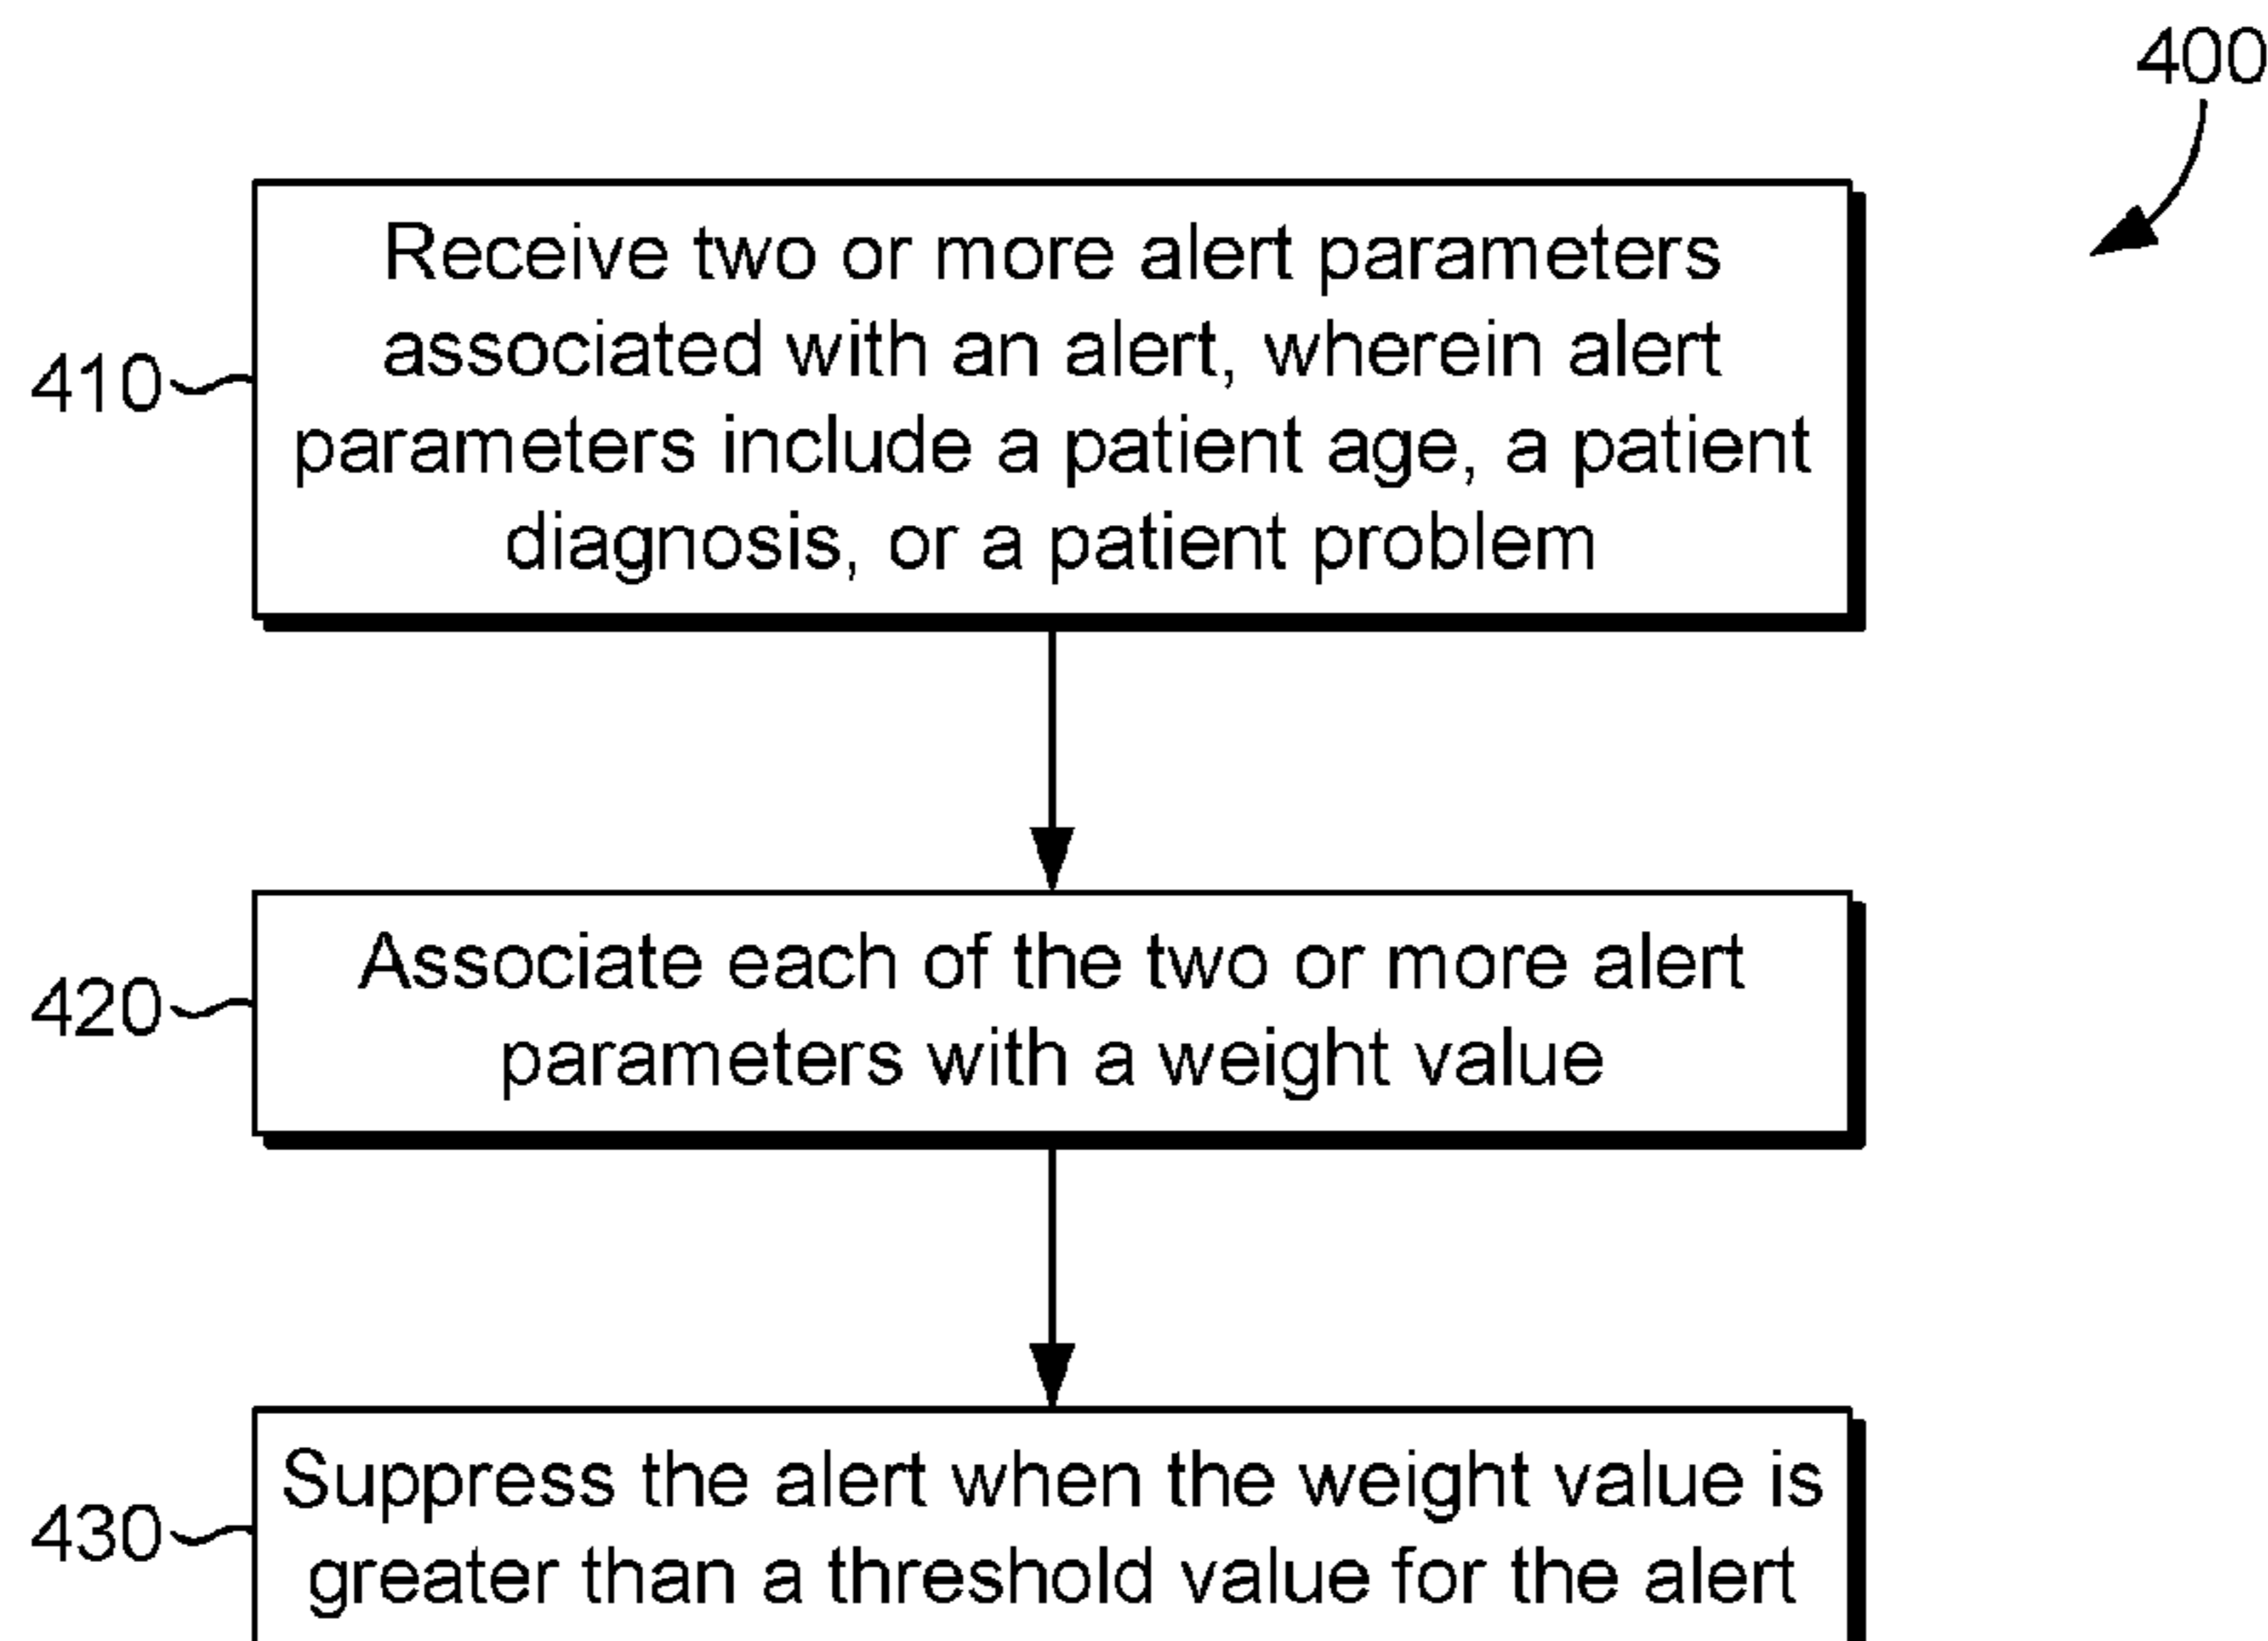 400
Receive two or more alert parameters
associated with an alert, wherein alert
parameters include a patient age, a patient
diagnosis, or a patient problem
410
Associate each of the two or more alert
parameters with a weight value
420
Suppress the alert when the weight value is
greater than a threshold value for the alert
430